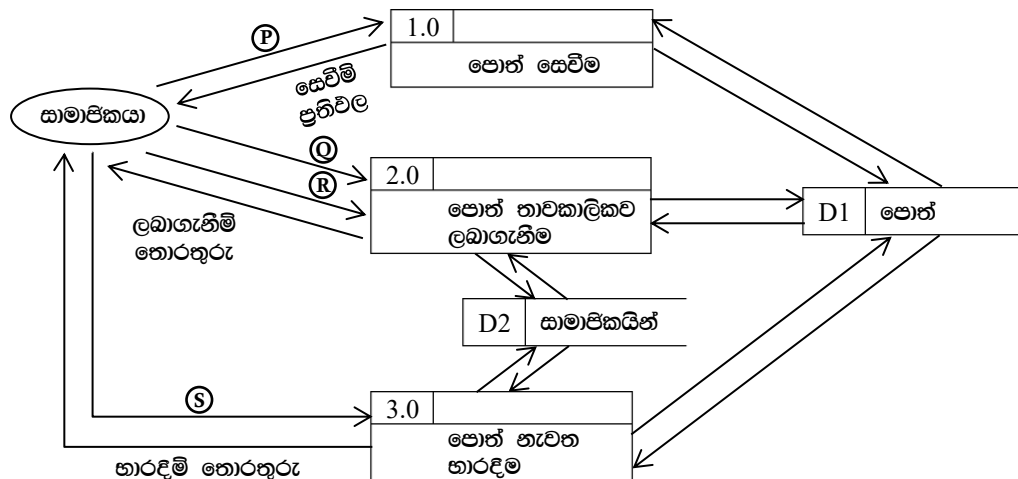 1.0
P
පොත් සෙවීම
සෙවීම්
ප්‍රතිඵල
සාමාජිකයා
Q
R
2.0
පොත් තාවකාලිකව
ලබාගැනීම
ලබාගැනීම්
තොරතුරු
D1 පොත්
D2 සාමාජිකයින්
S
3.0
පොත් නැවත
භාරදීම
භාරදීම් තොරතුරු